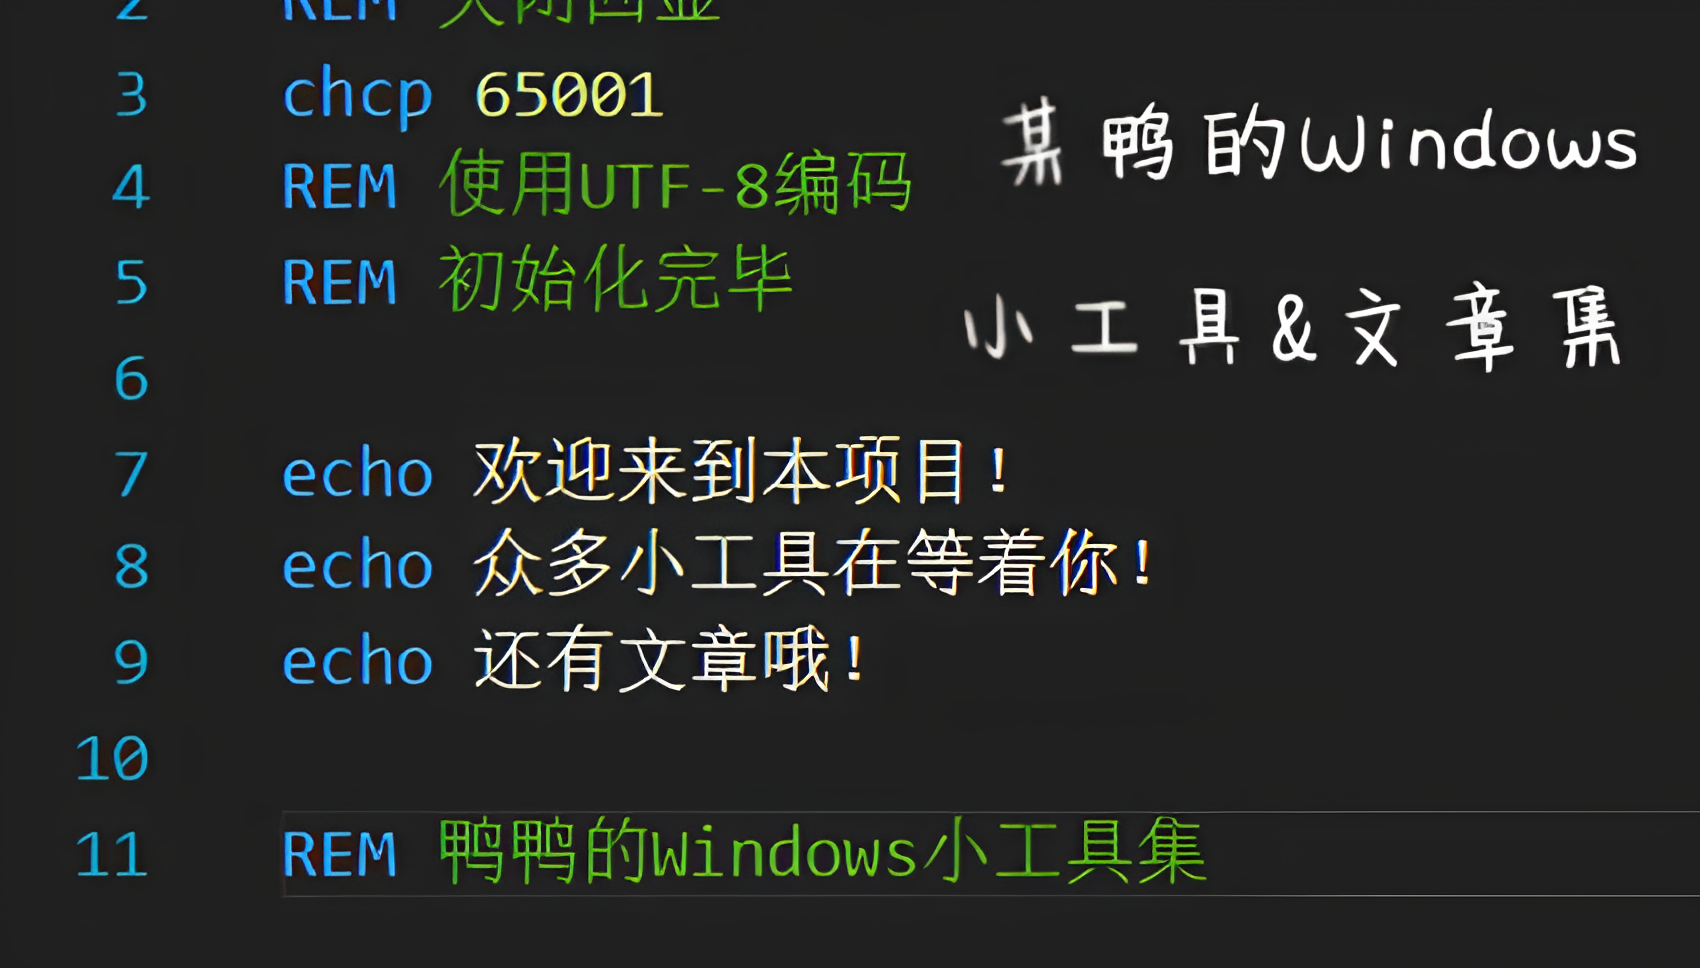 2 REM 关闭回显
3 chcp 65001
4 REM 使用UTF-8编码
5 REM 初始化完毕
6
7 echo 欢迎来到本项目!
8 echo 众多小工具在等着你!
9 echo 还有文章哦!
10
11 REM 鸭鸭的Windows小工具集
某鸭的Windows
小工具&文章集